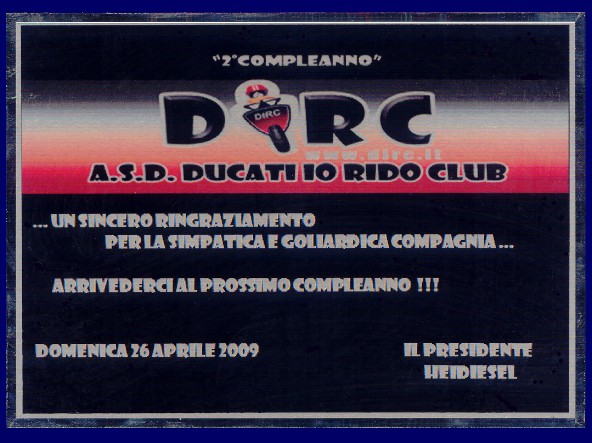 “2°COMPLEANNO”
DIRC
DIRC
www.dirc.it
A.S.D. DUCATI IO RIDO CLUB
... UN SINCERO RINGRAZIAMENTO
PER LA SIMPATICA E GOLIARDICA COMPAGNIA ...
ARRIVEDERCI AL PROSSIMO COMPLEANNO !!!
DOMENICA 26 APRILE 2009
IL PRESIDENTE
HEIDIESEL